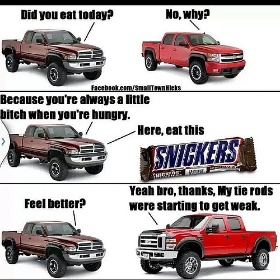 Did you eat today?
No, why?
Facebook.com/SmallTownHicks
Because you're always a little
bitch when you're hungry.
Here, eat this
SNICKERS
Feel better?
Yeah bro, thanks, My tie rods
were starting to get weak.